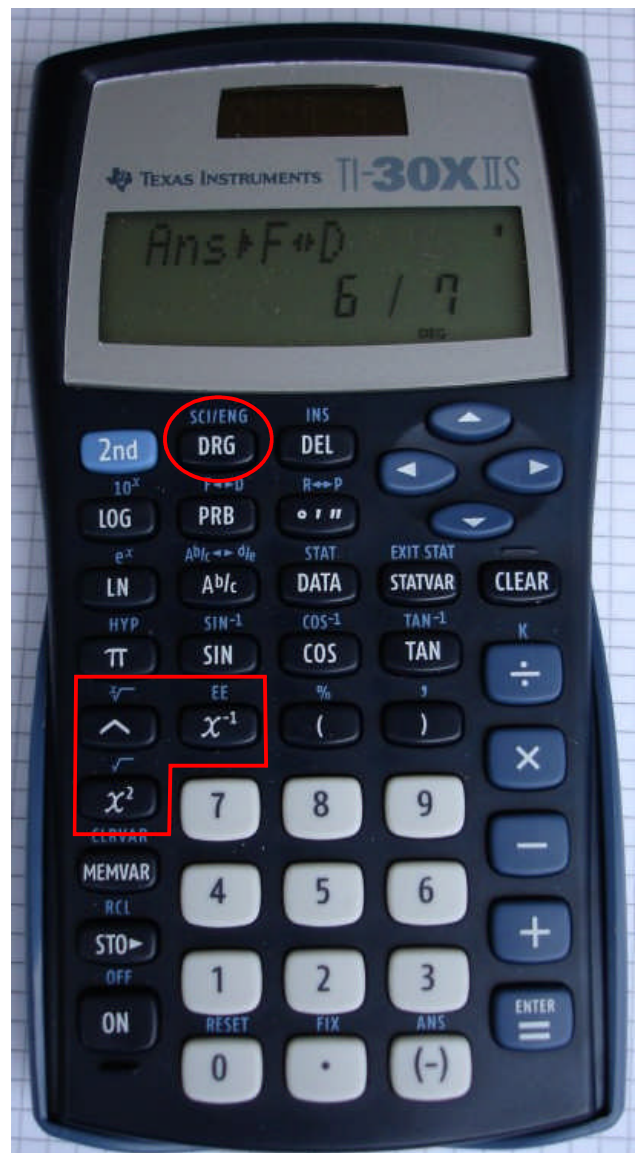 TEXAS INSTRUMENTS TI-30X IIS
Ans►F◄►D
6 / 7
DEG
SCI/ENG INS
2nd DRG DEL
10ˣ F◄►D R◄►P
LOG PRB ° ' "
eˣ Ab/c◄►d/e STAT EXIT STAT
LN Ab/c DATA STATVAR CLEAR
HYP SIN⁻¹ COS⁻¹ TAN⁻¹ K
π SIN COS TAN ÷
ˣ√ EE % ,
^ x⁻¹ ( ) ×
√
x² 7 8 9 −
CLRVAR
MEMVAR 4 5 6 +
RCL
STO► 1 2 3
OFF RESET FIX ANS ENTER
ON 0 . (−) =